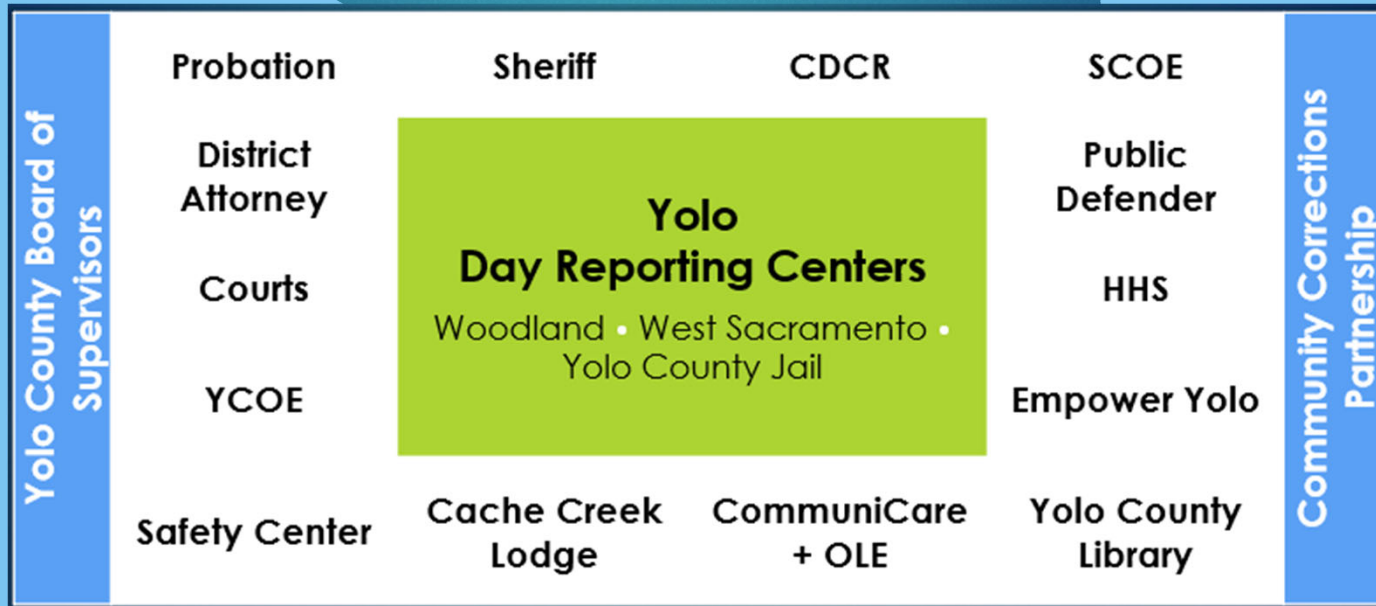 Yolo County Board of
Supervisors
Probation
Sheriff
CDCR
SCOE
District
Attorney
Public
Defender
Yolo
Day Reporting Centers
Woodland • West Sacramento •
Yolo County Jail
Courts
HHS
YCOE
Empower Yolo
Safety Center
Cache Creek
Lodge
CommuniCare
+ OLE
Yolo County
Library
Community Corrections
Partnership